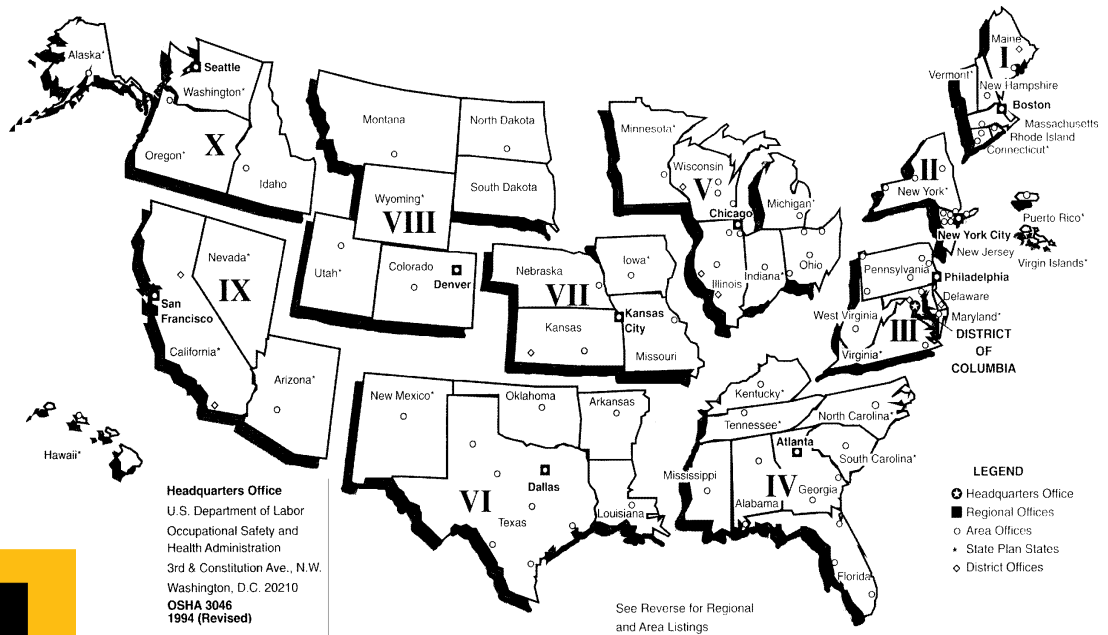 Alaska*
Seattle
Washington*
Oregon*
X
Idaho
Montana
North Dakota
South Dakota
Wyoming*
VIII
Utah*
Colorado
Denver
Nevada*
IX
San
Francisco
California*
Arizona*
Hawaii*
Nebraska
Iowa*
VII
Kansas
Kansas
City
Missouri
Minnesota*
Wisconsin
V
Michigan*
Chicago
Illinois
Indiana*
Ohio
Maine
I
Vermont*
New Hampshire
Boston
Massachusetts
Rhode Island
Connecticut*
II
New York*
New York City
New Jersey
Puerto Rico*
Virgin Islands*
Pennsylvania
Philadelphia
Delaware
Maryland*
West Virginia
III
Virginia*
DISTRICT
OF
COLUMBIA
New Mexico*
Oklahoma
Arkansas
Dallas
VI
Texas
Louisiana
Kentucky*
Tennessee*
North Carolina*
Atlanta
South Carolina*
Mississippi
IV
Alabama
Georgia
Florida
Headquarters Office
U.S. Department of Labor
Occupational Safety and
Health Administration
3rd & Constitution Ave., N.W.
Washington, D.C. 20210
OSHA 3046
1994 (Revised)
See Reverse for Regional
and Area Listings
LEGEND
Headquarters Office
Regional Offices
Area Offices
* State Plan States
District Offices